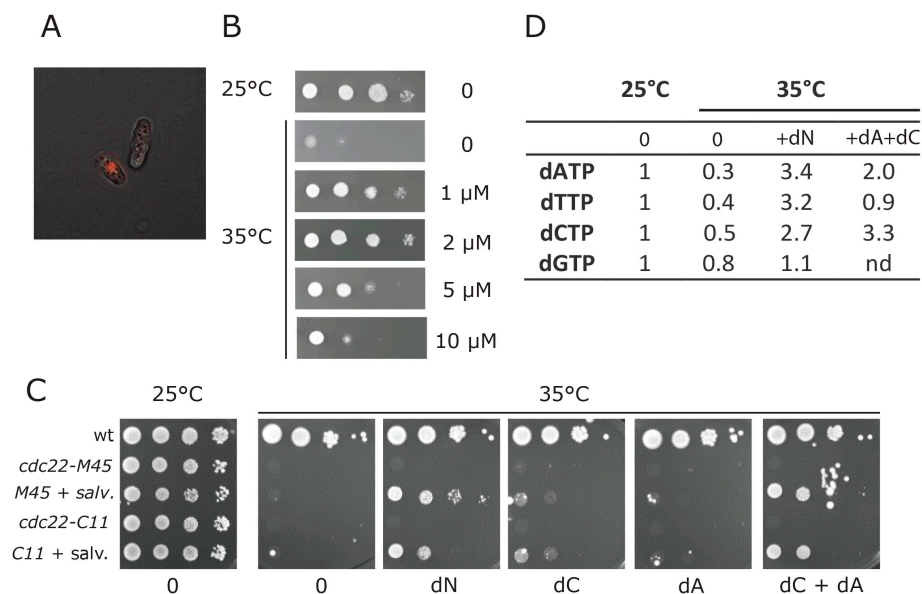 A
B
25°C
0
0
1 µM
35°C
2 µM
5 µM
10 µM
D
25°C 35°C
0 0 +dN +dA+dC
dATP 1 0.3 3.4 2.0
dTTP 1 0.4 3.2 0.9
dCTP 1 0.5 2.7 3.3
dGTP 1 0.8 1.1 nd
C
25°C 35°C
wt
cdc22-M45
M45 + salv.
cdc22-C11
C11 + salv.
0 0 dN dC dA dC + dA